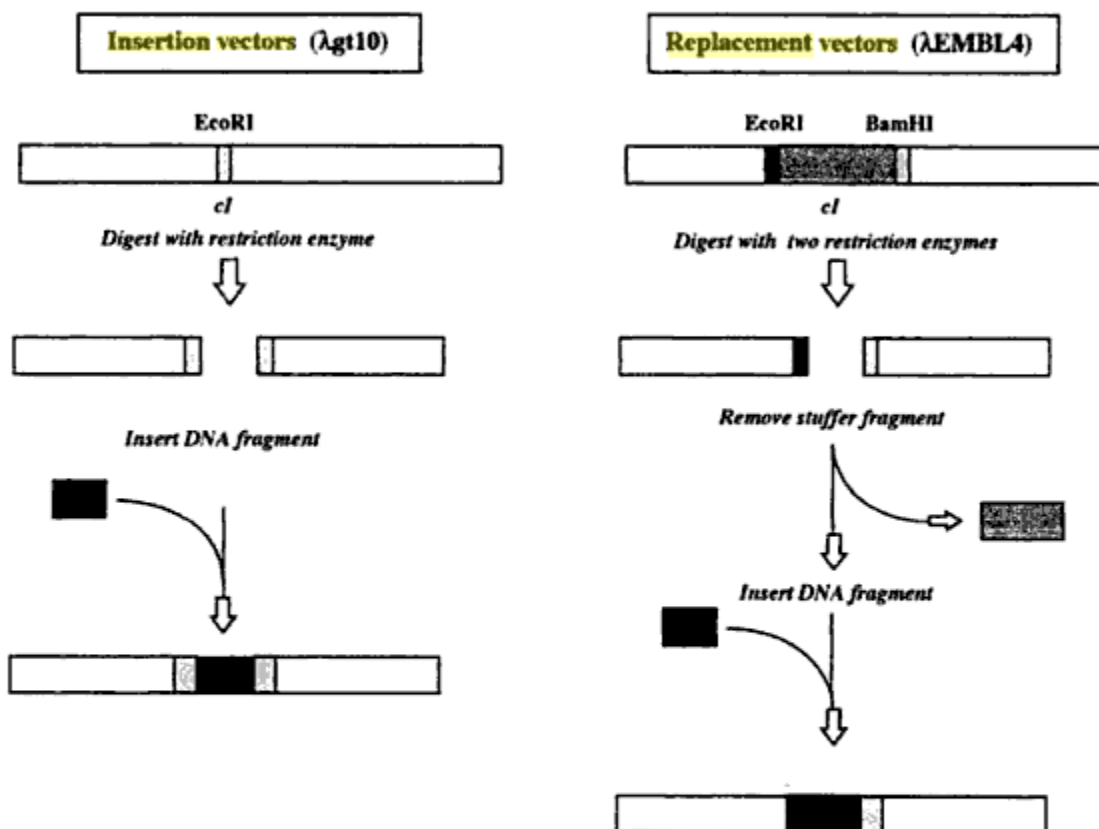 Insertion vectors (λgt10)
EcoRI
cI
Digest with restriction enzyme
Insert DNA fragment
Replacement vectors (λEMBL4)
EcoRI BamHI
cI
Digest with two restriction enzymes
Remove stuffer fragment
Insert DNA fragment